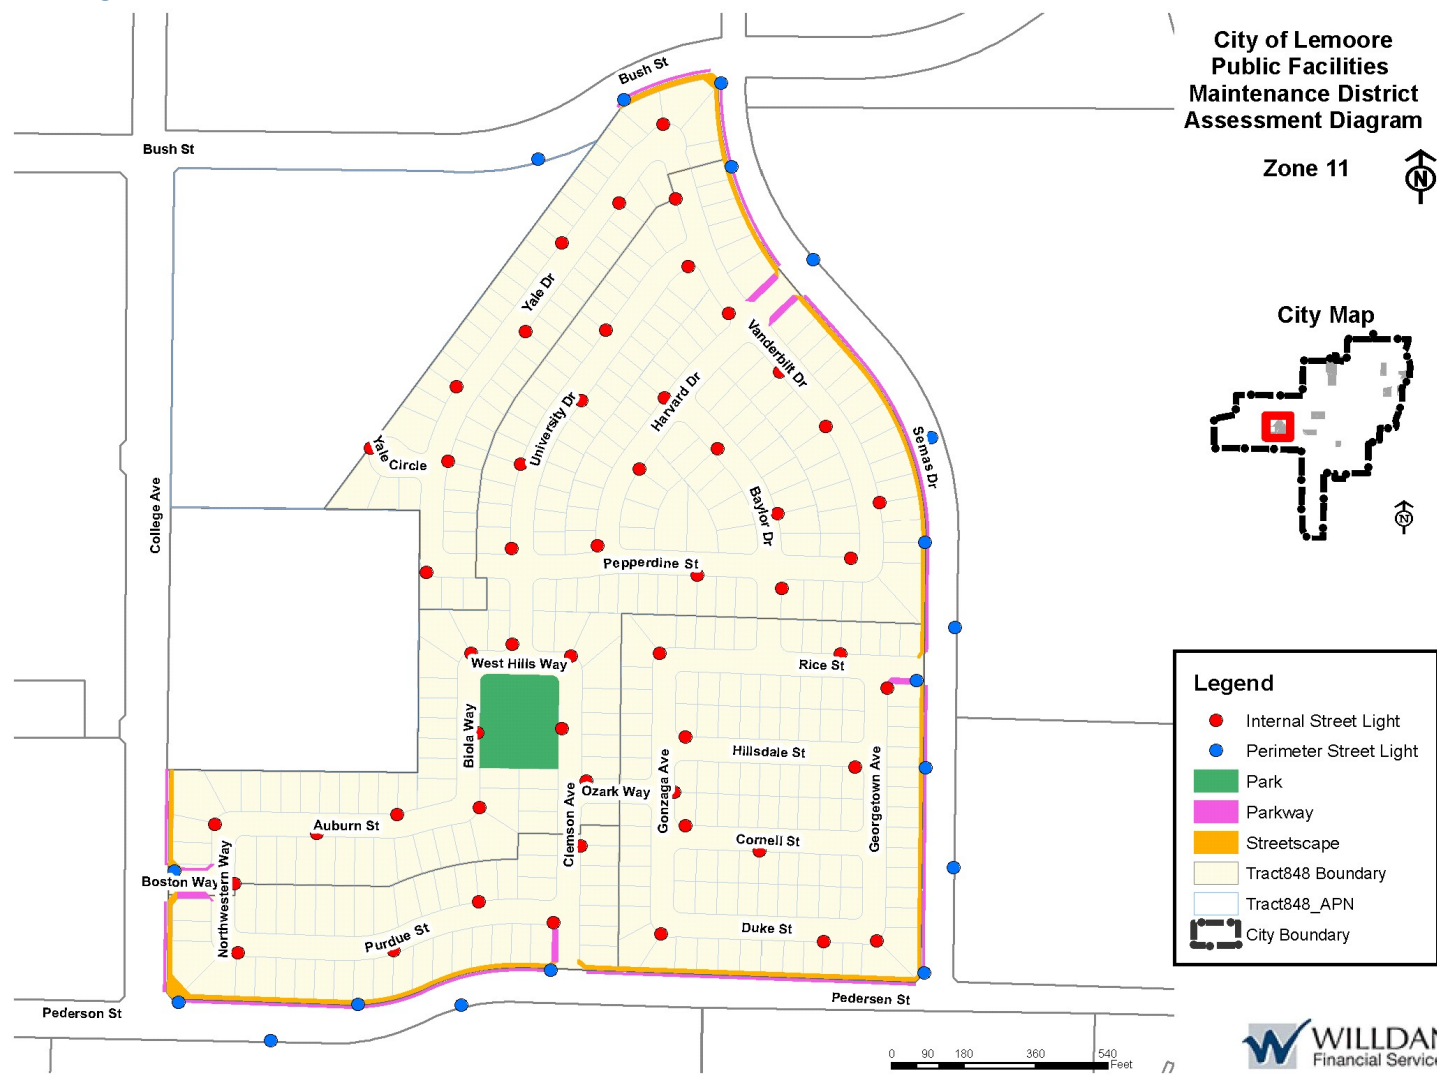 City of Lemoore
Public Facilities
Maintenance District
Assessment Diagram
Zone 11
N
Bush St
Bush St
Yale Dr
Vanderbilt Dr
University Dr
Harvard Dr
Semas Dr
Yale
Circle
Baylor Dr
College Ave
Pepperdine St
West Hills Way
Rice St
Biola Way
Hillsdale St
Gonzaga Ave
Georgetown Ave
Ozark Way
Clemson Ave
Auburn St
Cornell St
Northwestern Way
Boston Way
Purdue St
Duke St
Pedersen St
Pederson St
City Map
N
Legend
Internal Street Light
Perimeter Street Light
Park
Parkway
Streetscape
Tract848 Boundary
Tract848_APN
City Boundary
0 90 180 360 540
Feet
WILLDAN
Financial Service